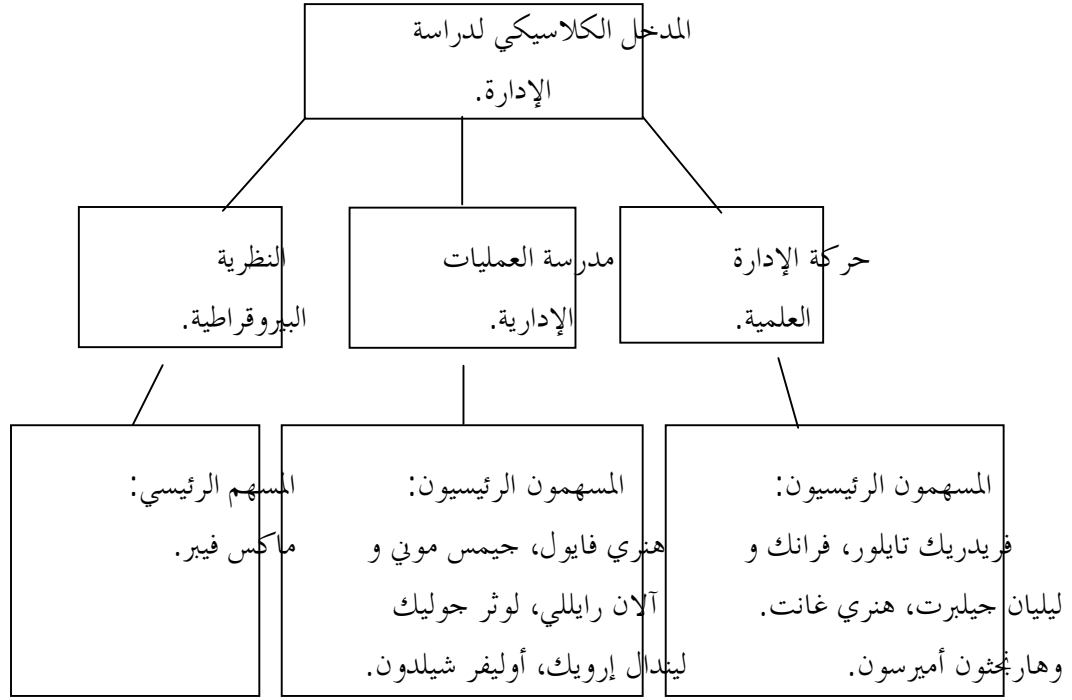 المدخل الكلاسيكي لدراسة
الإدارة.
حركة الإدارة
العلمية.
مدرسة العمليات
الإدارية.
النظرية
البيروقراطية.
المسهمون الرئيسيون:
فريدريك تايلور، فرانك و
ليليان جيلبرت، هنري غانت.
وهارنجثون أميرسون.
المسهمون الرئيسيون:
هنري فايول، جيمس موني و
آلان رايللي، لوثر جوليك
ليندال إرويك، أوليفر شيلدون.
المسهم الرئيسي:
ماكس فيبر.